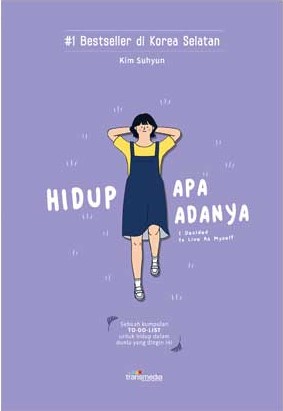 #1 Bestseller di Korea Selatan
Kim Suhyun
HIDUP APA
ADANYA
I Decided
to Live As Myself
Sebuah kumpulan
TO-DO-LIST
untuk hidup dalam
dunia yang dingin ini
transmedia